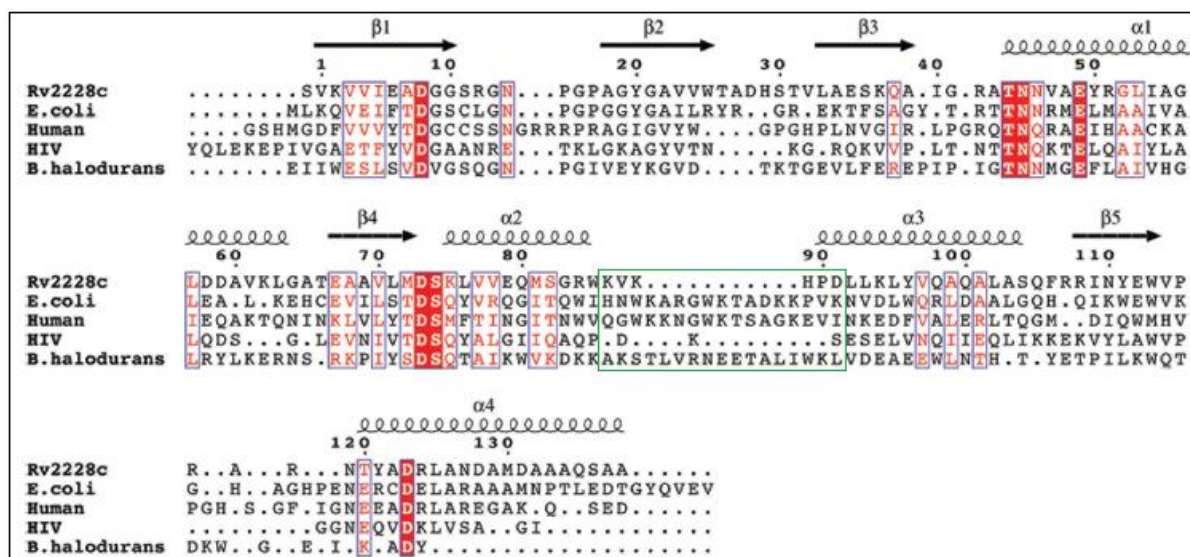 β1 β2 β3 α1
1 10 20 30 40 50
Rv2228c ........SVKVVIEADGGSRGN...PGPAGYGAVVWTADHSTVLAESKQA.IG.RATNNVAEYRGLIAG
E.coli .......MLKQVEIFTDGSCLGN...PGPGGYGAILRYR.GR.EKTFSAGY.T.RTTNNRMELMAAIVA
Human ....GSHMGDFVVVYTDGCCSSNGRRRPRAGIGVYW...GPGHPLNVGIR.LPGRQTNQRAEIHAACKA
HIV YQLEKEPIVGAETFYVDGAANRE...TKLGKAGYVTN....KG.RQKVVP.LT.NTTNQKTELQAIYLA
B.halodurans .......EIIWESLSVDVGSQGN...PGIVEYKGVD..TKTGEVLFEREPIPIGTNNMGEFLAIVHG
β4 α2 α3 β5
60 70 80 90 100 110
Rv2228c LDDAVKLGATEAAVLMDSKLVVEQMSGRWKVK...........HPDLLKLYVQAQALASQFRRINYEWVP
E.coli LEA.L.KEHCEVILSTDSQYVRQGITQWIHNWKARGWKTADKKPVKNVDLWQRLDAALGQH.QIKWEWVK
Human IEQAKTQNINKLVLYTDSMFTINGITNWVQGWKKNGWKTSAGKEVINKEDFVALERLTQGM..DIQWMHV
HIV LQDS...G.LEVNIVTDSQYALGIIQAQP.D....K.......SESELVNQIIEQLIKKEKVYLAWVP
B.halodurans LRYLKERNS.RKPIYSDSQTAIKWVKDKKAKSTLVRNEETALIWKLVDEAEEWLNTH.T.YETPILKWQT
α4
120 130
Rv2228c R..A...R...NTYADRLANDAMDAAAQSAA......
E.coli G..H..AGHPENERCDELARAAAMNPTLEDTGYQVEV
Human PGH.S.GF.IGNEEADRLAREGAK.Q..SED......
HIV .........GGNEQVDKLVSA..GI............
B.halodurans DKW..G..E.I.K.ADY....................